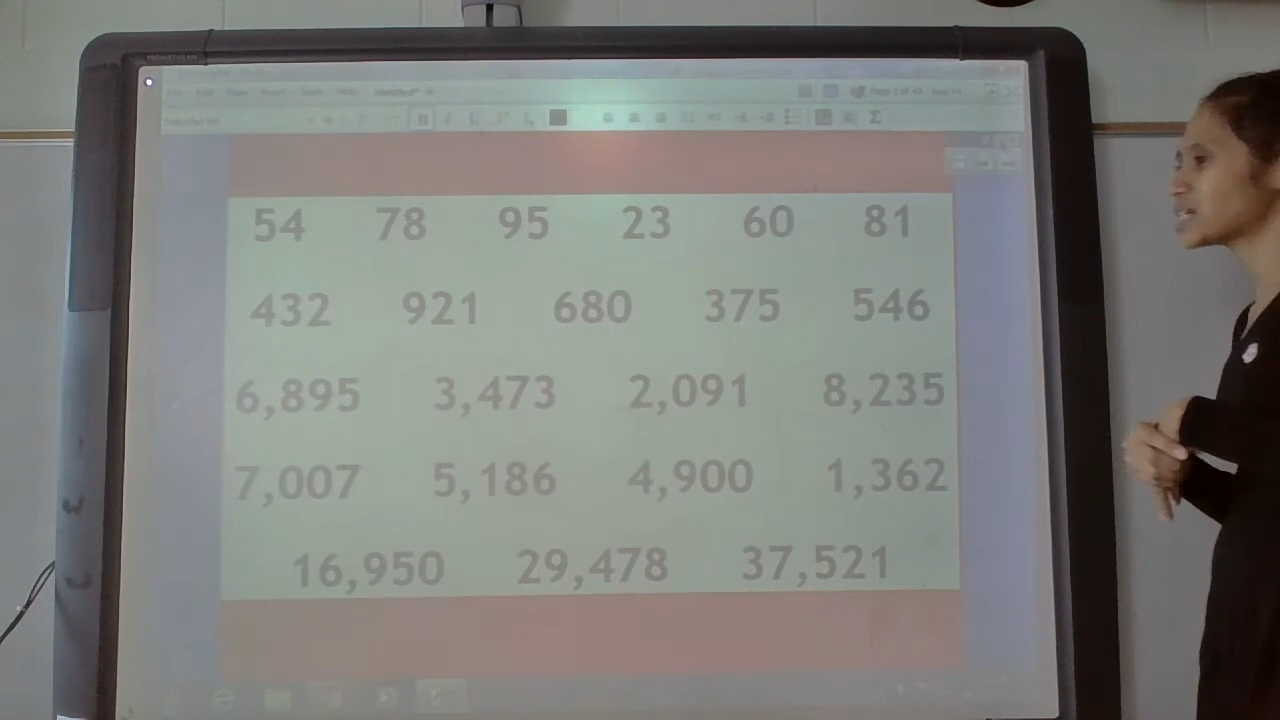 PROMETHEAN
54 78 95 23 60 81
432 921 680 375 546
6,895 3,473 2,091 8,235
7,007 5,186 4,900 1,362
16,950 29,478 37,521